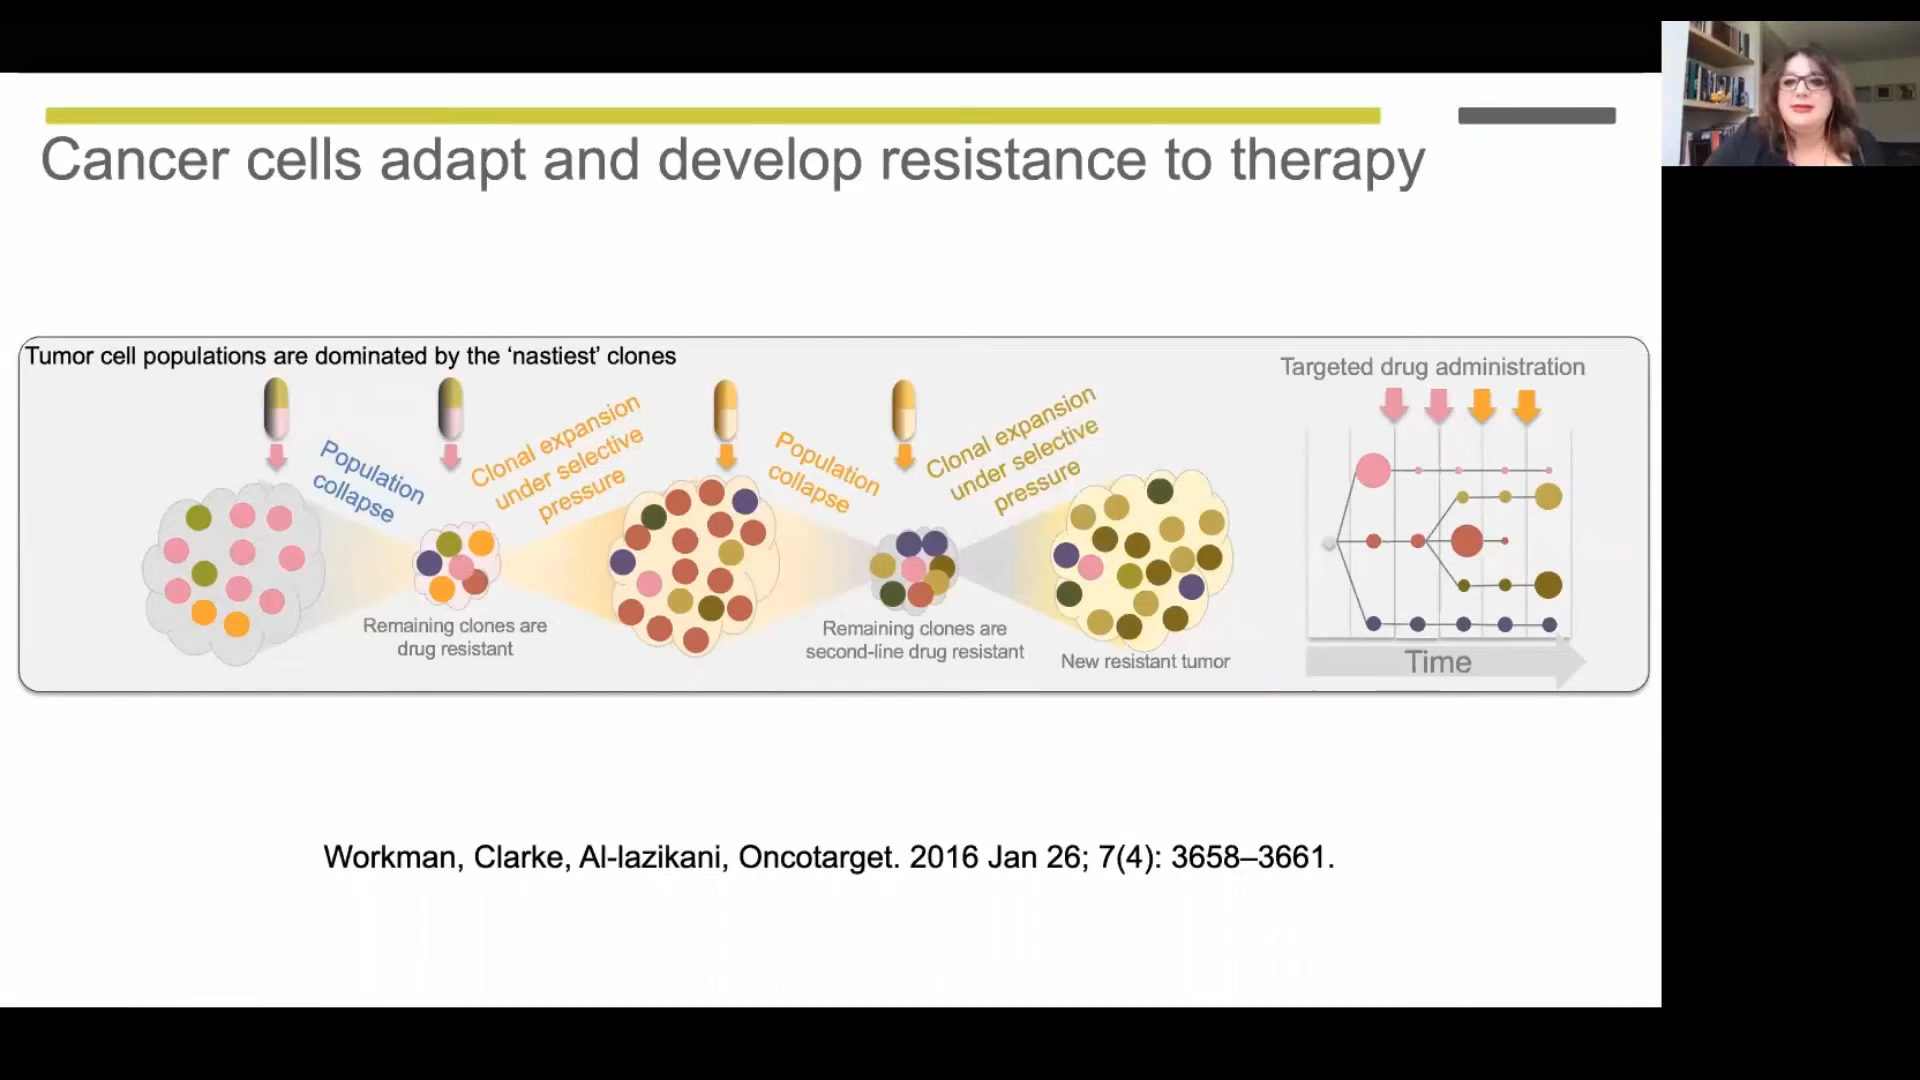 Cancer cells adapt and develop resistance to therapy
Tumor cell populations are dominated by the ‘nastiest’ clones
Population
collapse
Clonal expansion
under selective
pressure
Population
collapse
Clonal expansion
under selective
pressure
Remaining clones are
drug resistant
Remaining clones are
second-line drug resistant
New resistant tumor
Targeted drug administration
Time
Workman, Clarke, Al-lazikani, Oncotarget. 2016 Jan 26; 7(4): 3658–3661.